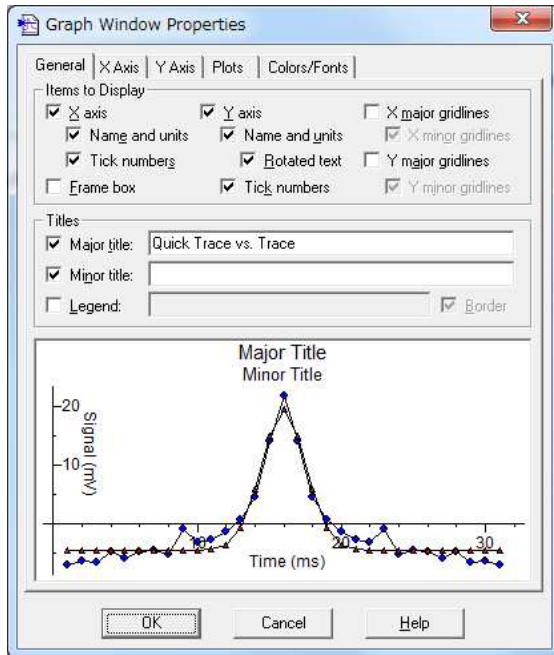 Graph Window Properties
General X Axis Y Axis Plots Colors/Fonts
Items to Display
X axis Y axis X major gridlines
Name and units Name and units X minor gridlines
Tick numbers Rotated text Y major gridlines
Frame box Tick numbers Y minor gridlines
Titles
Major title: Quick Trace vs. Trace
Minor title:
Legend: Border
Major Title
Minor Title
20
10
Signal (mV)
10 20 30
Time (ms)
OK Cancel Help